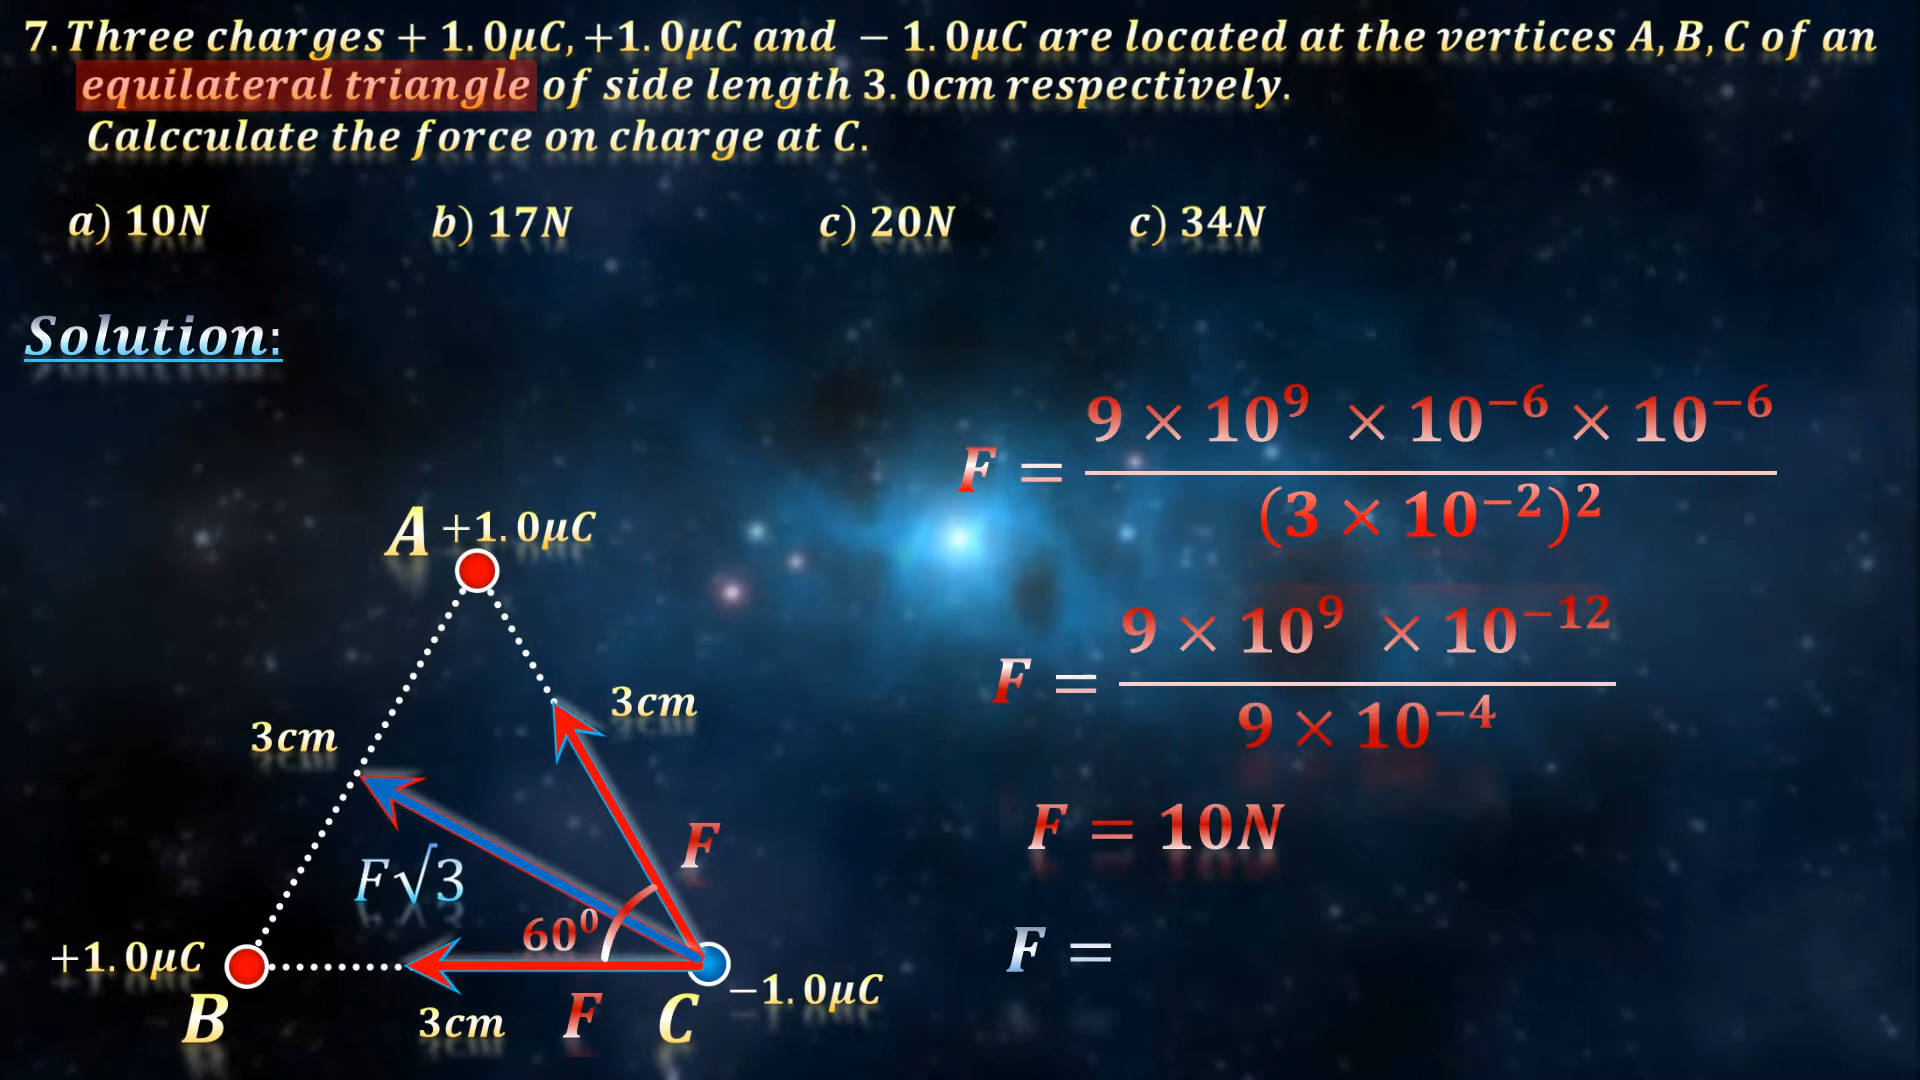 7. Three charges + 1.0μC, +1.0μC and − 1.0μC are located at the vertices A, B, C of an
equilateral triangle of side length 3.0cm respectively.
Calcculate the force on charge at C.
a) 10N b) 17N c) 20N c) 34N
Solution:
F = 9 × 10⁹ × 10⁻⁶ × 10⁻⁶ / (3 × 10⁻²)²
F = 9 × 10⁹ × 10⁻¹² / 9 × 10⁻⁴
F = 10N
F =
A +1.0μC
3cm
3cm
F
F√3
60⁰
+1.0μC
B
3cm
F
C
−1.0μC